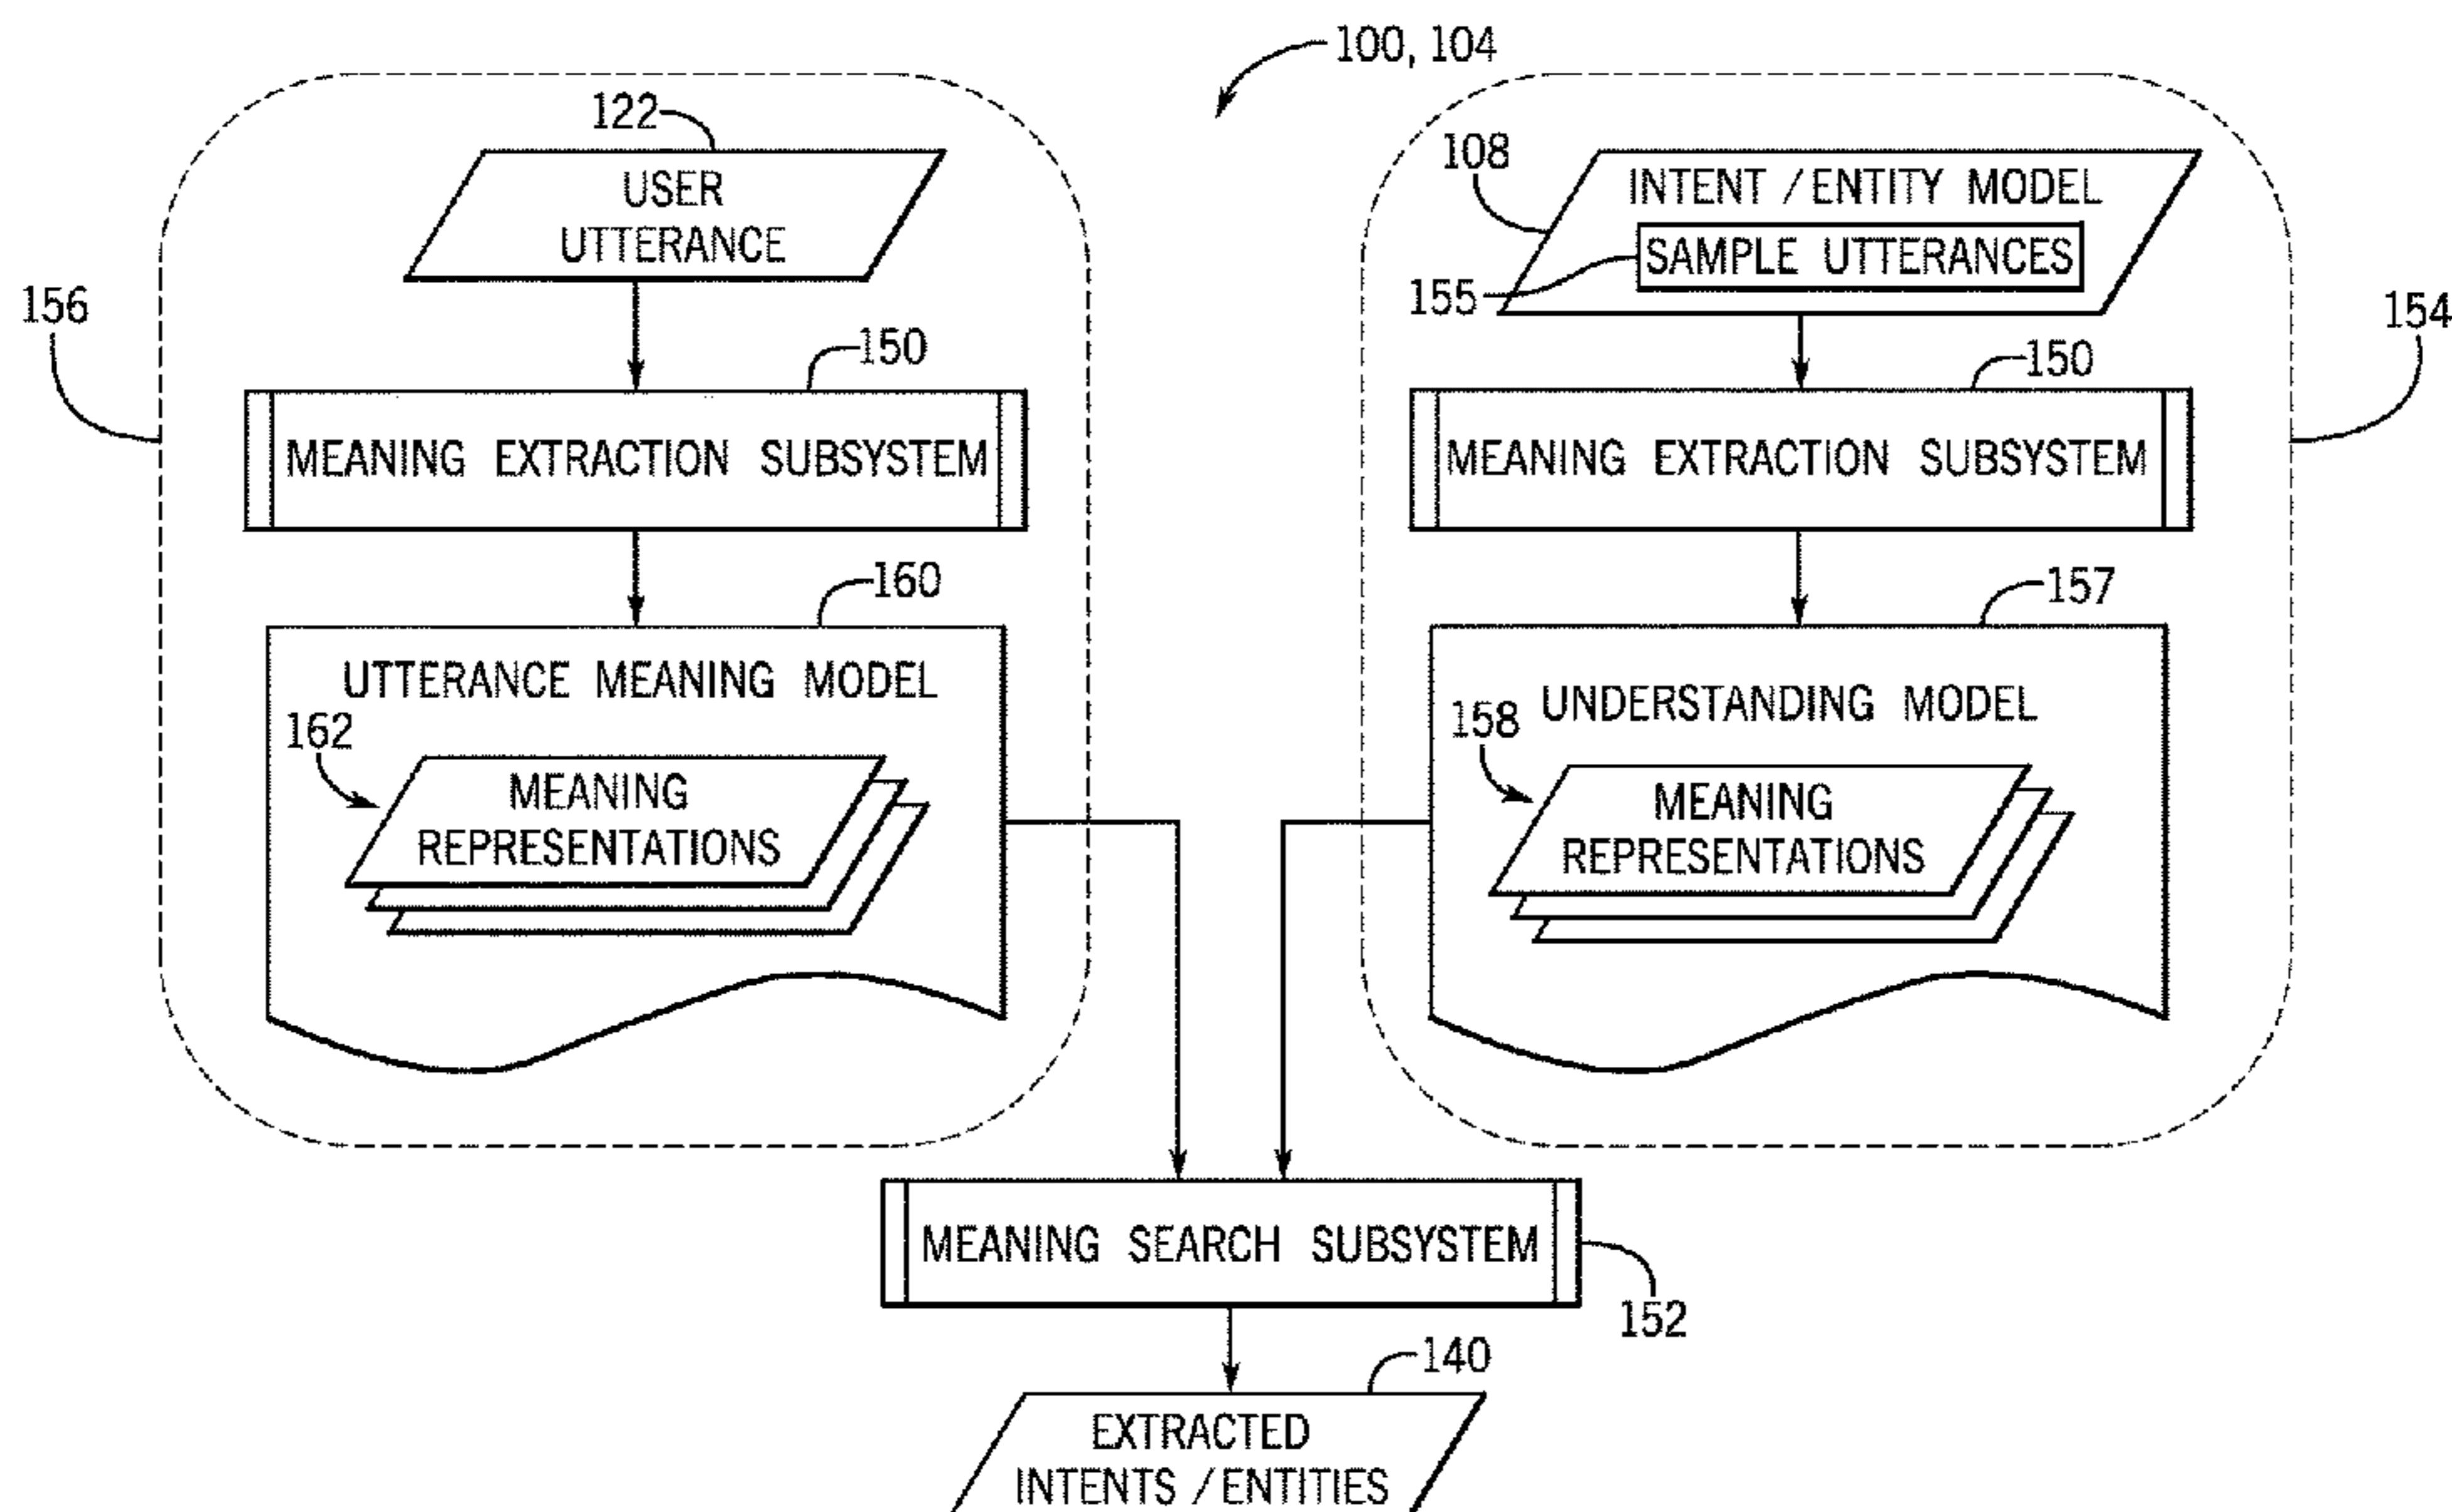 100, 104
122
USER
UTTERANCE
156
150
MEANING EXTRACTION SUBSYSTEM
160
UTTERANCE MEANING MODEL
162
MEANING
REPRESENTATIONS
108
INTENT / ENTITY MODEL
SAMPLE UTTERANCES
155
154
150
MEANING EXTRACTION SUBSYSTEM
157
UNDERSTANDING MODEL
158
MEANING
REPRESENTATIONS
MEANING SEARCH SUBSYSTEM
152
140
EXTRACTED
INTENTS / ENTITIES